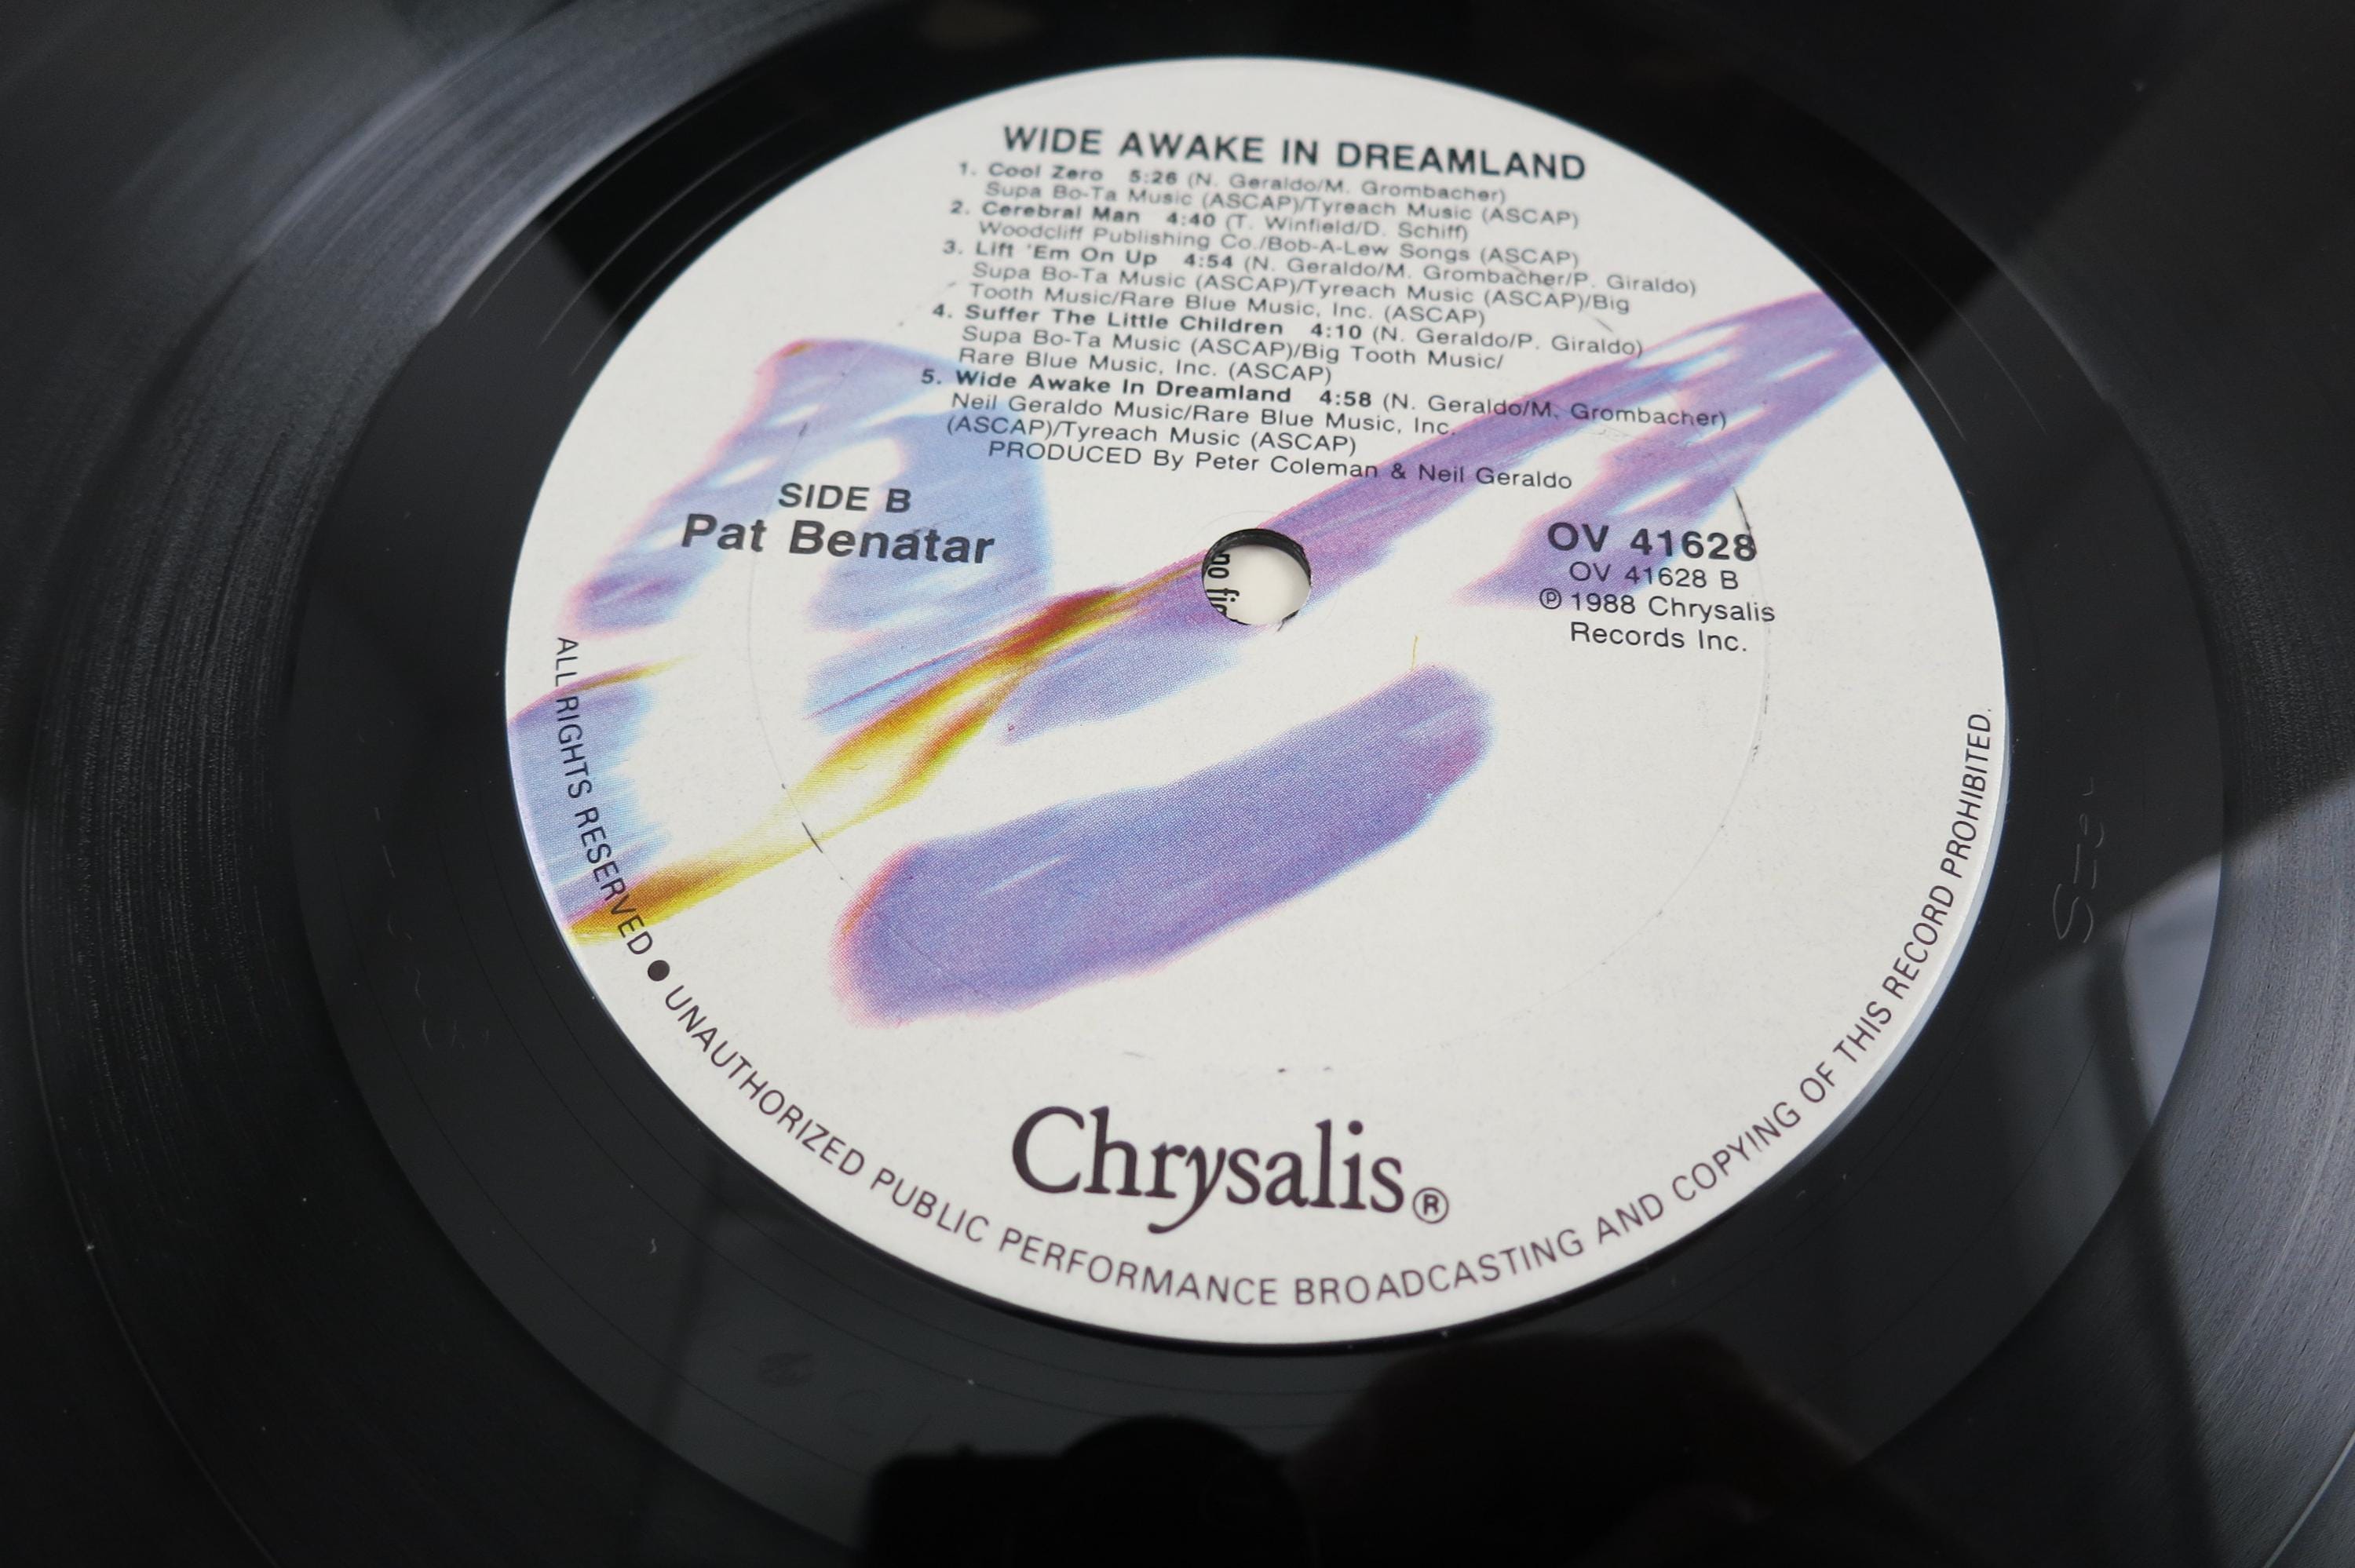 WIDE AWAKE IN DREAMLAND
1. Cool Zero 5:26 (N. Geraldo/M. Grombacher)
Supa Bo-Ta Music (ASCAP)/Tyreach Music (ASCAP)
2. Cerebral Man 4:40 (T. Winfield/D. Schiff)
Woodcliff Publishing Co./Bob-A-Lew Songs (ASCAP)
3. Lift 'Em On Up 4:54 (N. Geraldo/M. Grombacher/P. Giraldo)
Supa Bo-Ta Music (ASCAP)/Tyreach Music (ASCAP)/Big
Tooth Music/Rare Blue Music, Inc. (ASCAP)
4. Suffer The Little Children 4:10 (N. Geraldo/P. Giraldo)
Supa Bo-Ta Music (ASCAP)/Big Tooth Music/
Rare Blue Music, Inc. (ASCAP)
5. Wide Awake In Dreamland 4:58 (N. Geraldo/M. Grombacher)
Neil Geraldo Music/Rare Blue Music, Inc.
(ASCAP)/Tyreach Music (ASCAP)
PRODUCED By Peter Coleman & Neil Geraldo
SIDE B
Pat Benatar
OV 41628
OV 41628 B
℗ 1988 Chrysalis
Records Inc.
Chrysalis®
ALL RIGHTS RESERVED ● UNAUTHORIZED PUBLIC PERFORMANCE BROADCASTING AND COPYING OF THIS RECORD PROHIBITED.